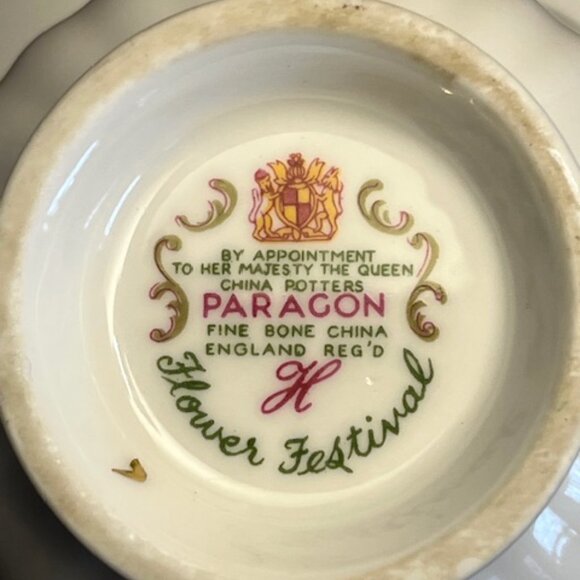 BY APPOINTMENT
TO HER MAJESTY THE QUEEN
CHINA POTTERS
PARAGON
FINE BONE CHINA
ENGLAND REG'D
H
Flower Festival